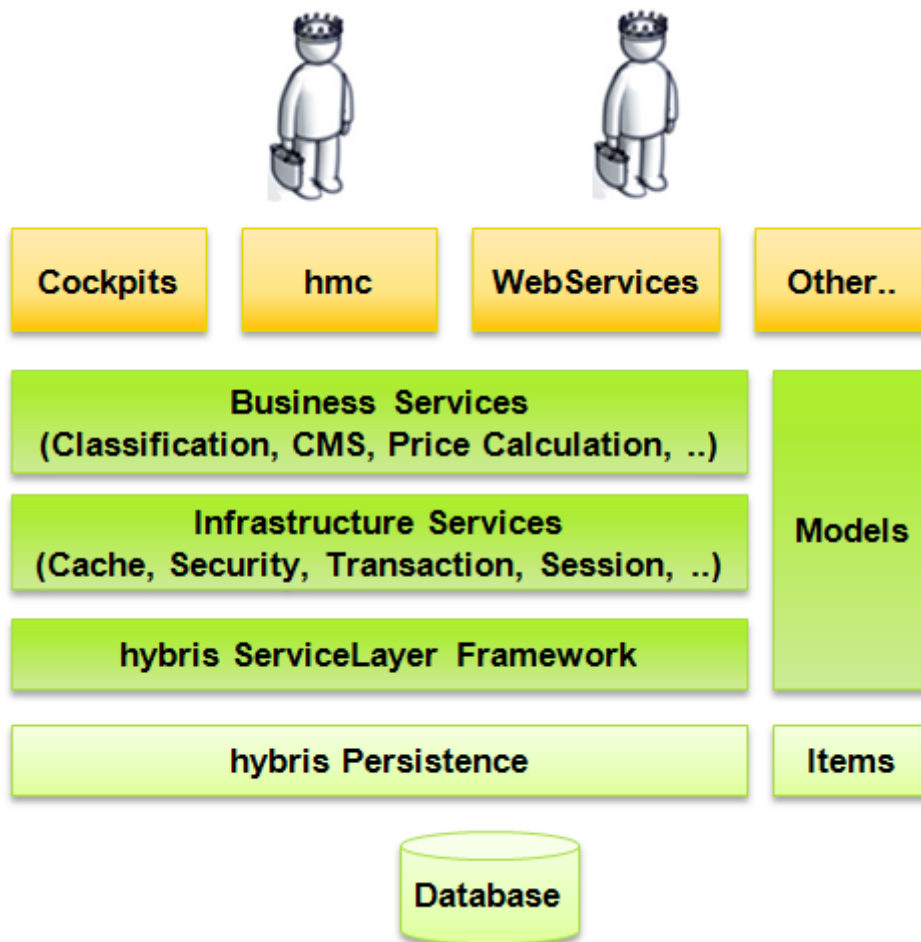 Cockpits
hmc
WebServices
Other..
Business Services
(Classification, CMS, Price Calculation, ..)
Infrastructure Services
(Cache, Security, Transaction, Session, ..)
Models
hybris ServiceLayer Framework
hybris Persistence
Items
Database